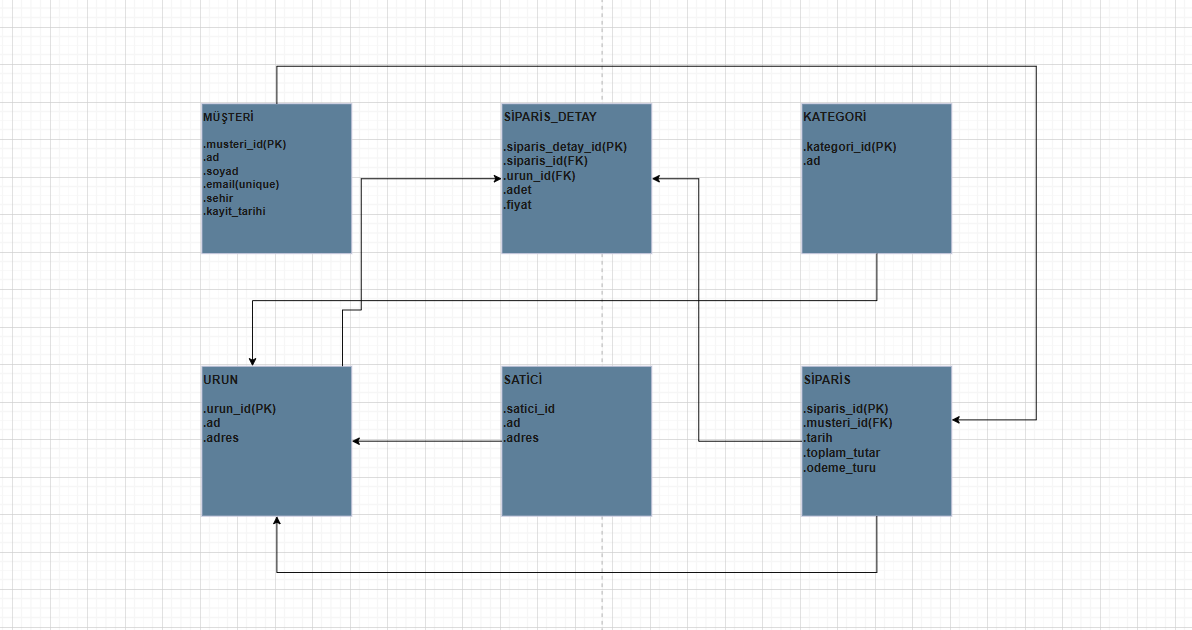 MÜŞTERİ
.musteri_id(PK)
.ad
.soyad
.email(unique)
.sehir
.kayit_tarihi
SİPARİS_DETAY
.siparis_detay_id(PK)
.siparis_id(FK)
.urun_id(FK)
.adet
.fiyat
KATEGORİ
.kategori_id(PK)
.ad
URUN
.urun_id(PK)
.ad
.adres
SATİCİ
.satici_id
.ad
.adres
SİPARİS
.siparis_id(PK)
.musteri_id(FK)
.tarih
.toplam_tutar
.odeme_turu